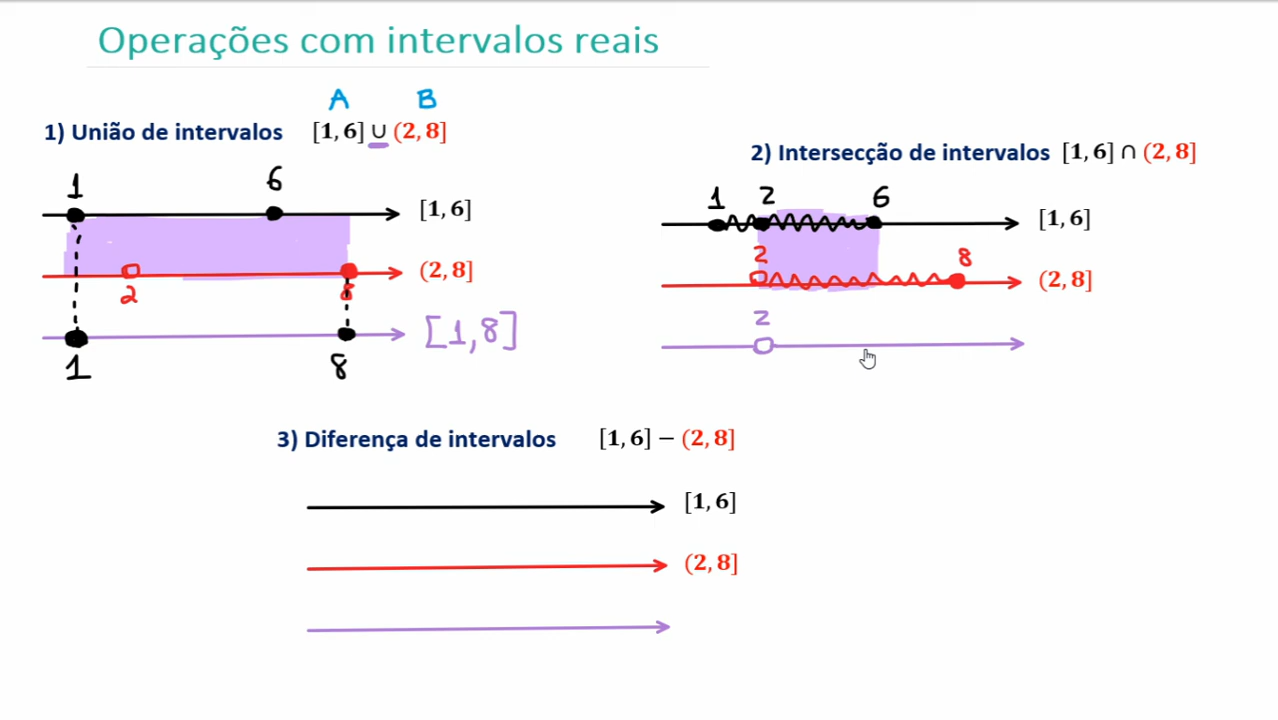 Operações com intervalos reais
A B
1) União de intervalos [1, 6] ∪ (2, 8]
1 6
[1, 6]
2 8
(2, 8]
[1,8]
1 8
2) Intersecção de intervalos [1, 6] ∩ (2, 8]
1 2 6
[1, 6]
2 8
(2, 8]
2
3) Diferença de intervalos [1, 6] − (2, 8]
[1, 6]
(2, 8]